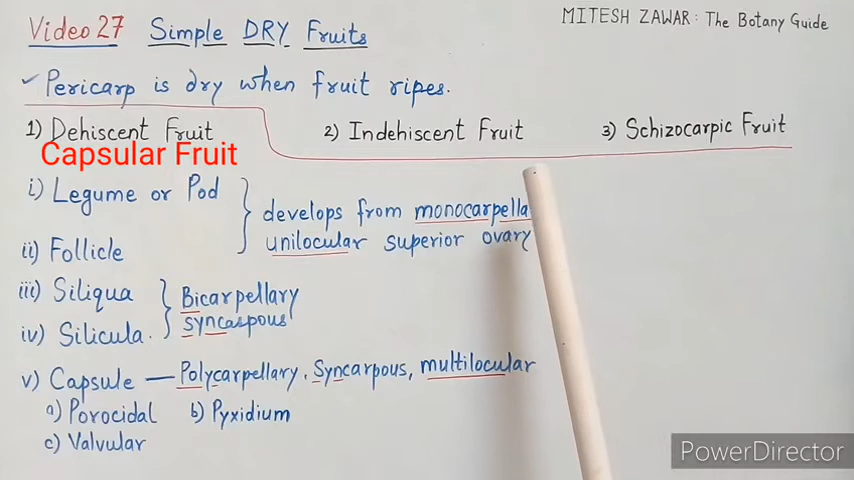 Video 27 Simple DRY Fruits
MITESH ZAWAR: The Botany Guide
✓ Pericarp is dry when fruit ripes.
1) Dehiscent Fruit 2) Indehiscent Fruit 3) Schizocarpic Fruit
Capsular Fruit
i) Legume or Pod
develops from monocarpella
ii) Follicle
unilocular superior ovary
iii) Siliqua
Bicarpellary
iv) Silicula.
syncarpous
v) Capsule — Polycarpellary, Syncarpous, multilocular
a) Porocidal b) Pyxidium
c) Valvular
PowerDirector